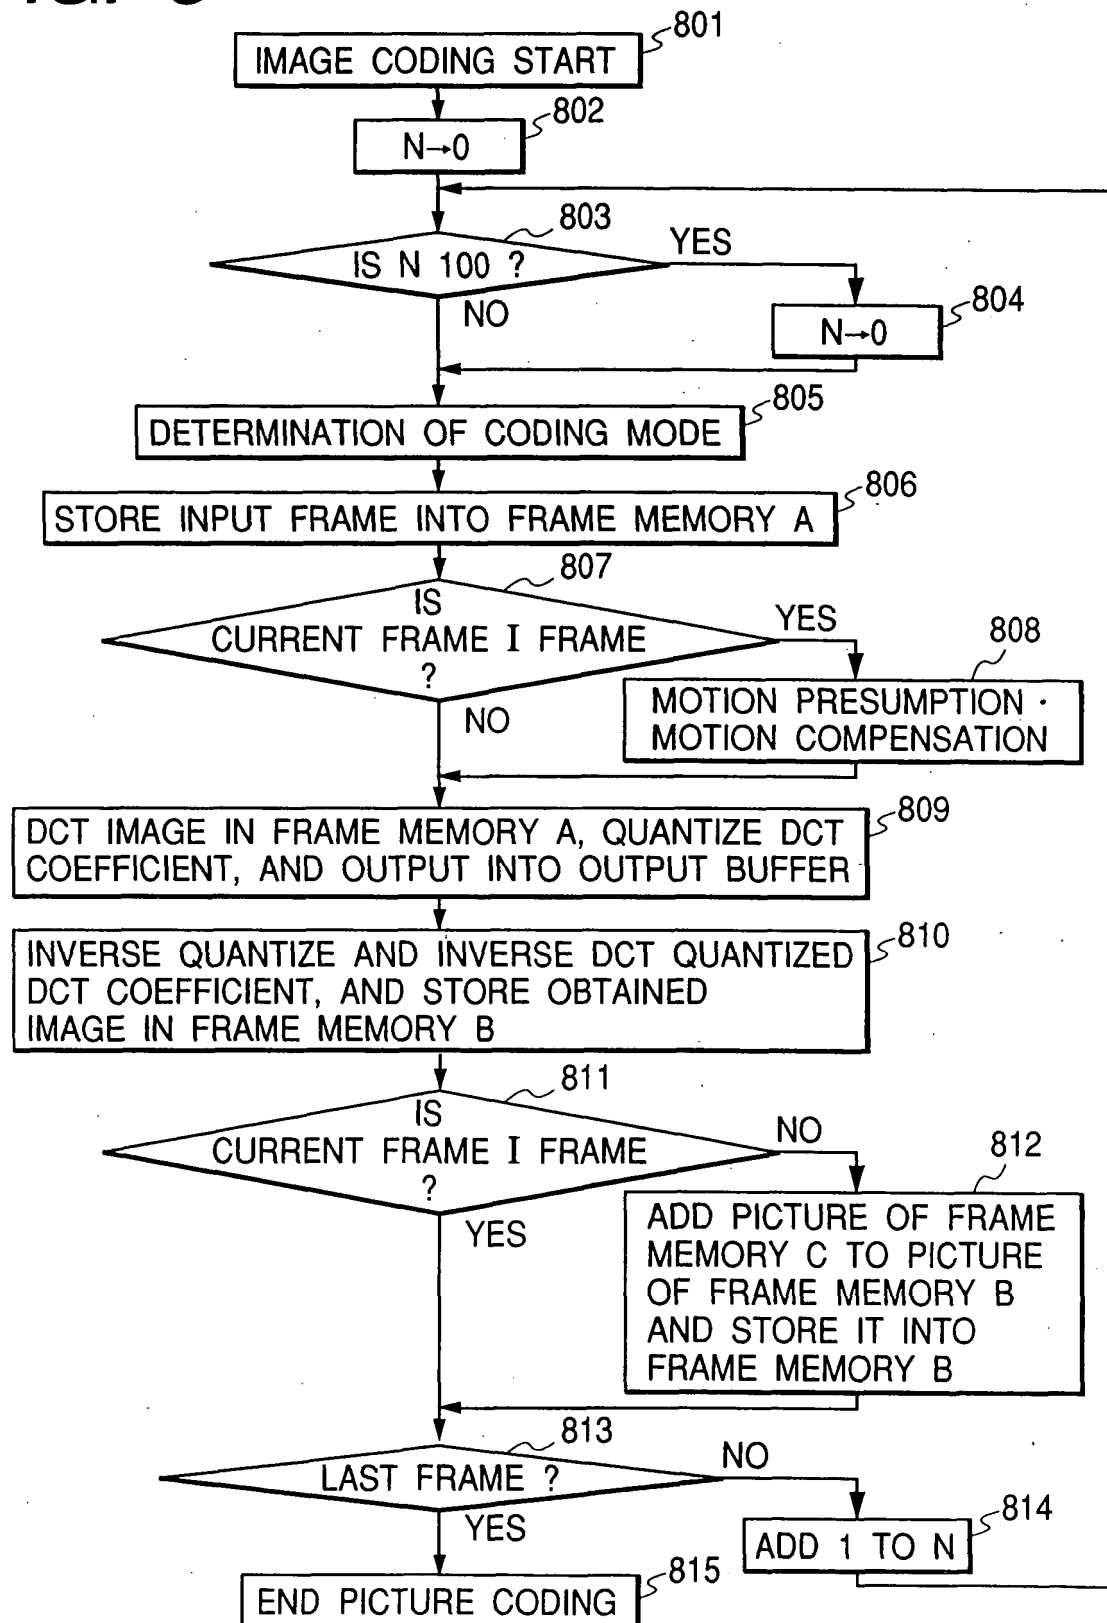 801
IMAGE CODING START
802
N→0
803
IS N 100 ?
YES
NO
804
N→0
805
DETERMINATION OF CODING MODE
806
STORE INPUT FRAME INTO FRAME MEMORY A
807
IS
CURRENT FRAME I FRAME
?
YES
NO
808
MOTION PRESUMPTION ·
MOTION COMPENSATION
809
DCT IMAGE IN FRAME MEMORY A, QUANTIZE DCT
COEFFICIENT, AND OUTPUT INTO OUTPUT BUFFER
810
INVERSE QUANTIZE AND INVERSE DCT QUANTIZED
DCT COEFFICIENT, AND STORE OBTAINED
IMAGE IN FRAME MEMORY B
811
IS
CURRENT FRAME I FRAME
?
NO
YES
812
ADD PICTURE OF FRAME
MEMORY C TO PICTURE
OF FRAME MEMORY B
AND STORE IT INTO
FRAME MEMORY B
813
LAST FRAME ?
NO
YES
814
ADD 1 TO N
815
END PICTURE CODING